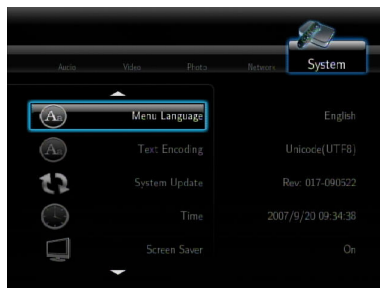 Audio Video Photo Network System
Menu Language English
Text Encoding Unicode(UTF8)
System Update Rev: 017-090522
Time 2007/9/20 09:34:38
Screen Saver On